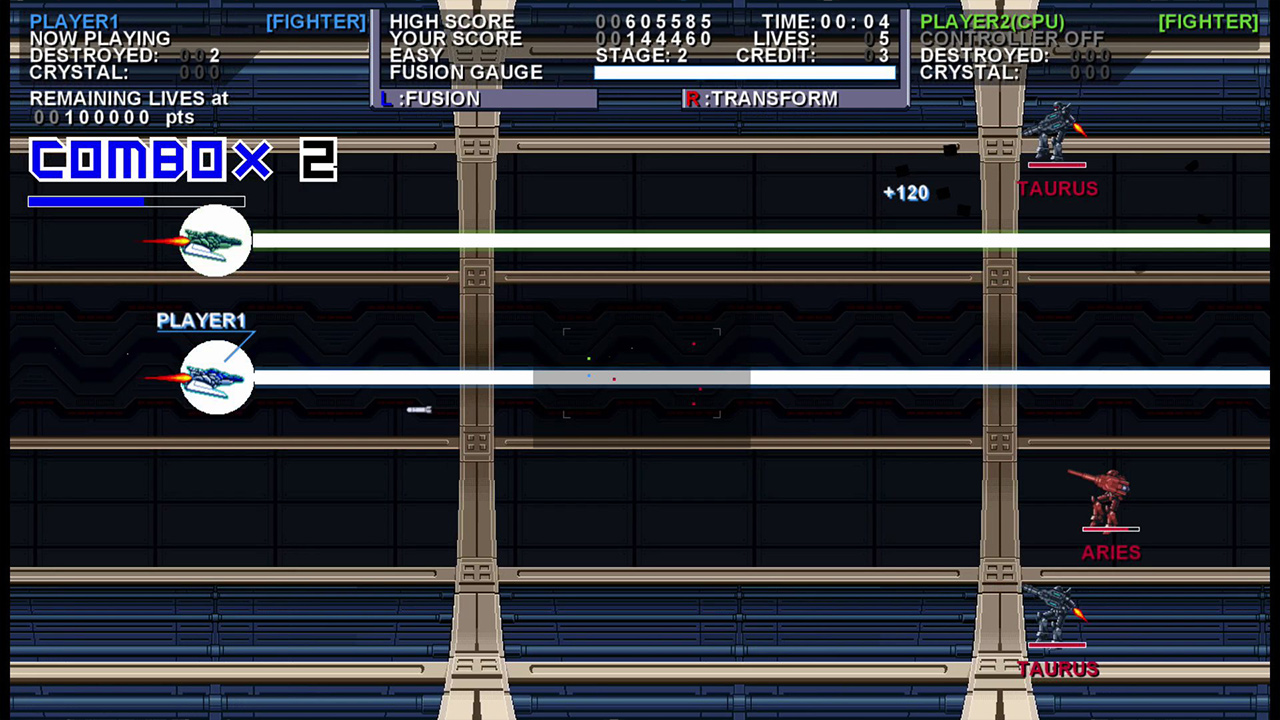 PLAYER1 [FIGHTER]
NOW PLAYING
DESTROYED: 002
CRYSTAL: 000
REMAINING LIVES at
00100000 pts
COMBO× 2
HIGH SCORE 00605585 TIME:00:04
YOUR SCORE 00144460 LIVES: 05
EASY STAGE: 2 CREDIT: 03
FUSION GAUGE
L :FUSION R :TRANSFORM
PLAYER2(CPU) [FIGHTER]
CONTROLLER OFF
DESTROYED: 000
CRYSTAL: 000
TAURUS
+120
PLAYER1
ARIES
TAURUS